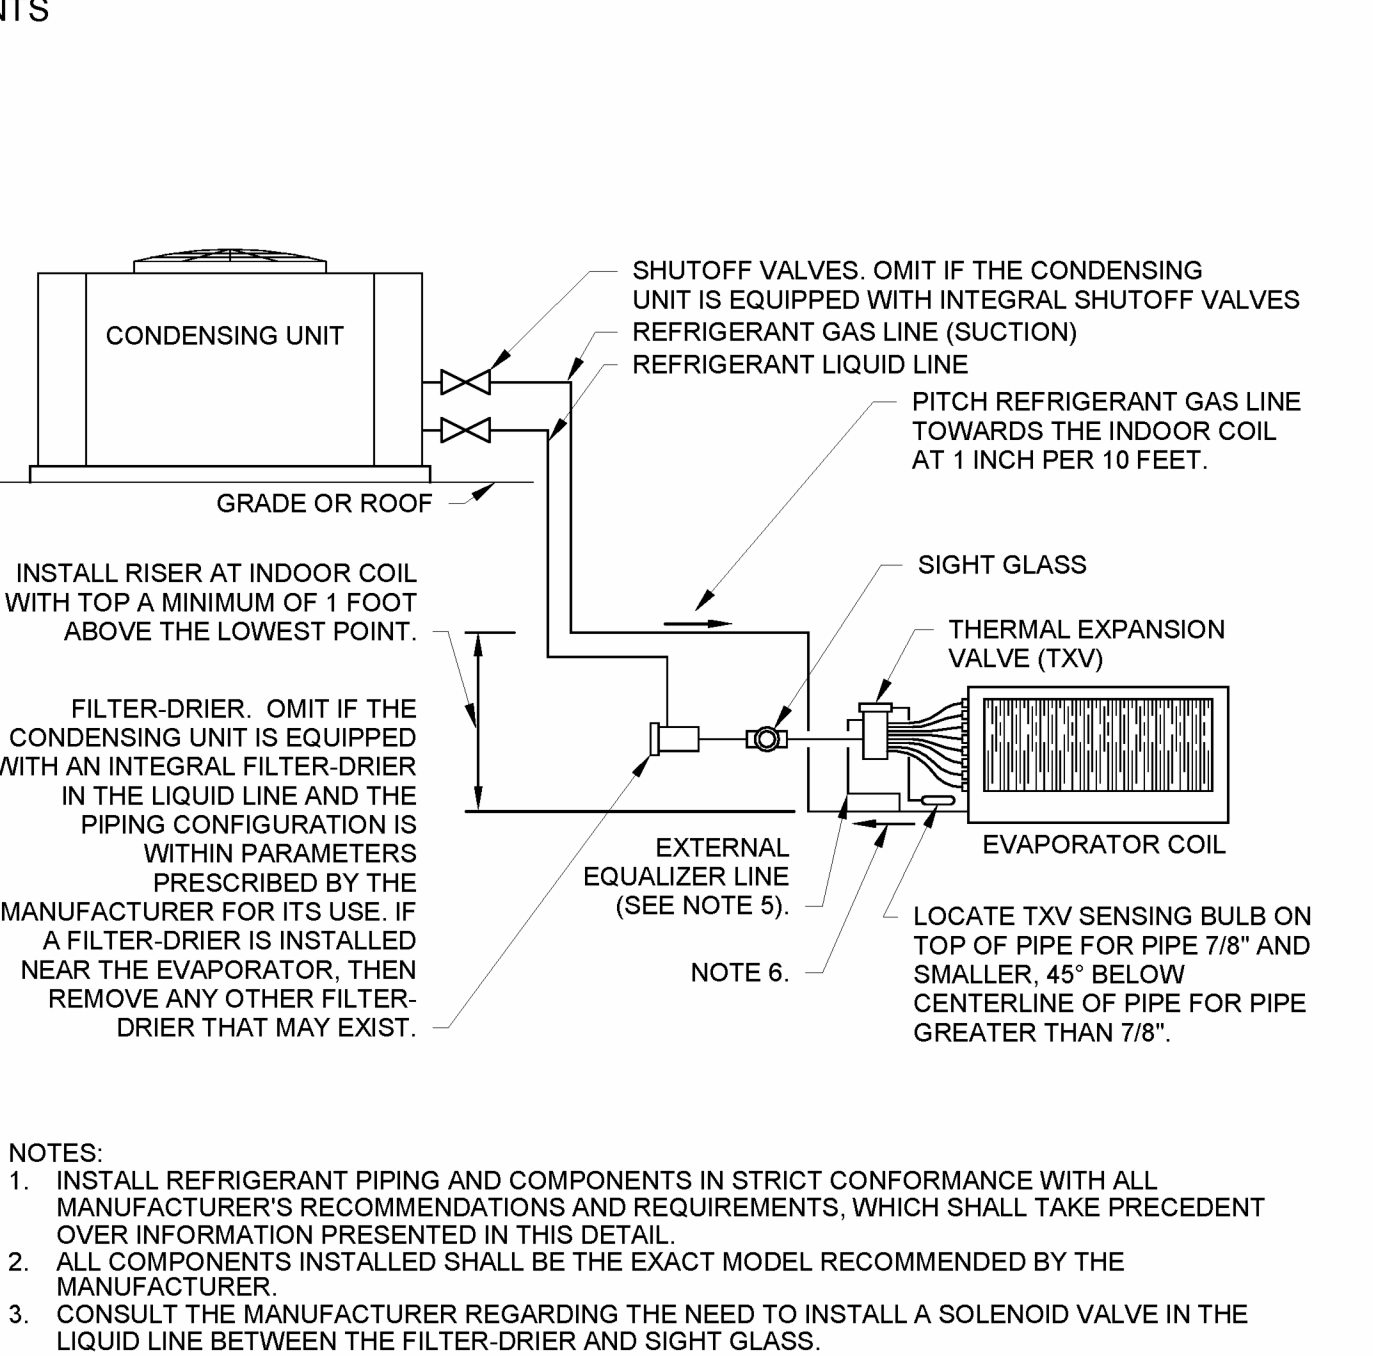 CONDENSING UNIT
SHUTOFF VALVES. OMIT IF THE CONDENSING
UNIT IS EQUIPPED WITH INTEGRAL SHUTOFF VALVES
REFRIGERANT GAS LINE (SUCTION)
REFRIGERANT LIQUID LINE
PITCH REFRIGERANT GAS LINE
TOWARDS THE INDOOR COIL
AT 1 INCH PER 10 FEET.
GRADE OR ROOF
INSTALL RISER AT INDOOR COIL
WITH TOP A MINIMUM OF 1 FOOT
ABOVE THE LOWEST POINT.
SIGHT GLASS
THERMAL EXPANSION
VALVE (TXV)
FILTER-DRIER. OMIT IF THE
CONDENSING UNIT IS EQUIPPED
WITH AN INTEGRAL FILTER-DRIER
IN THE LIQUID LINE AND THE
PIPING CONFIGURATION IS
WITHIN PARAMETERS
PRESCRIBED BY THE
MANUFACTURER FOR ITS USE. IF
A FILTER-DRIER IS INSTALLED
NEAR THE EVAPORATOR, THEN
REMOVE ANY OTHER FILTER-
DRIER THAT MAY EXIST.
EVAPORATOR COIL
EXTERNAL
EQUALIZER LINE
(SEE NOTE 5).
NOTE 6.
LOCATE TXV SENSING BULB ON
TOP OF PIPE FOR PIPE 7/8" AND
SMALLER, 45° BELOW
CENTERLINE OF PIPE FOR PIPE
GREATER THAN 7/8".
NOTES:
1. INSTALL REFRIGERANT PIPING AND COMPONENTS IN STRICT CONFORMANCE WITH ALL
MANUFACTURER'S RECOMMENDATIONS AND REQUIREMENTS, WHICH SHALL TAKE PRECEDENT
OVER INFORMATION PRESENTED IN THIS DETAIL.
2. ALL COMPONENTS INSTALLED SHALL BE THE EXACT MODEL RECOMMENDED BY THE
MANUFACTURER.
3. CONSULT THE MANUFACTURER REGARDING THE NEED TO INSTALL A SOLENOID VALVE IN THE
LIQUID LINE BETWEEN THE FILTER-DRIER AND SIGHT GLASS.